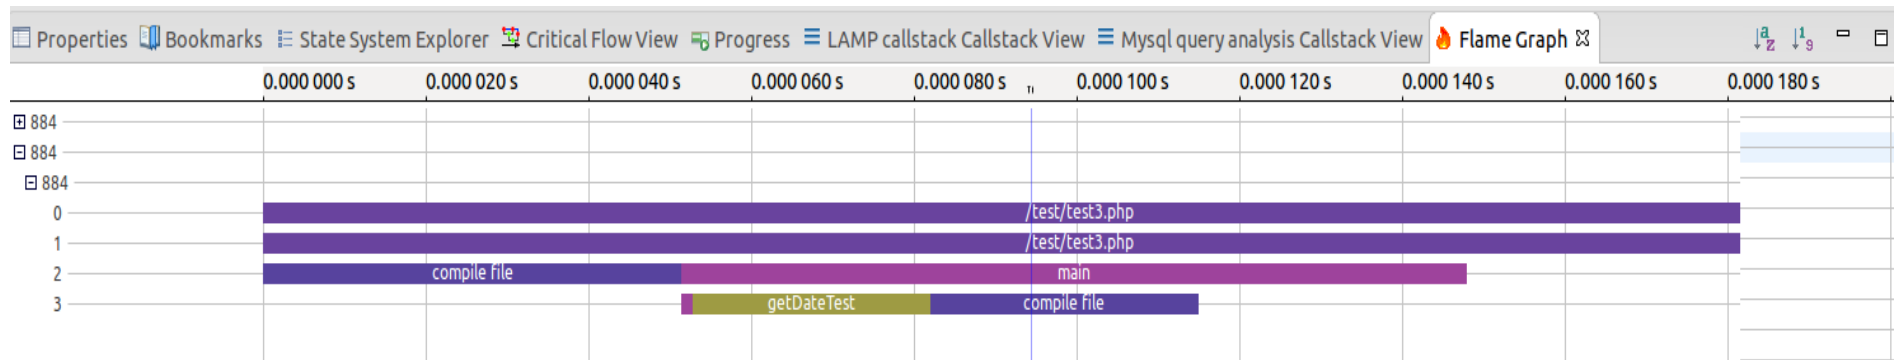 Properties Bookmarks State System Explorer Critical Flow View Progress LAMP callstack Callstack View Mysql query analysis Callstack View Flame Graph
0.000 000 s 0.000 020 s 0.000 040 s 0.000 060 s 0.000 080 s 0.000 100 s 0.000 120 s 0.000 140 s 0.000 160 s 0.000 180 s
884
884
884
0 /test/test3.php
1 /test/test3.php
2 compile file main
3 getDateTest compile file